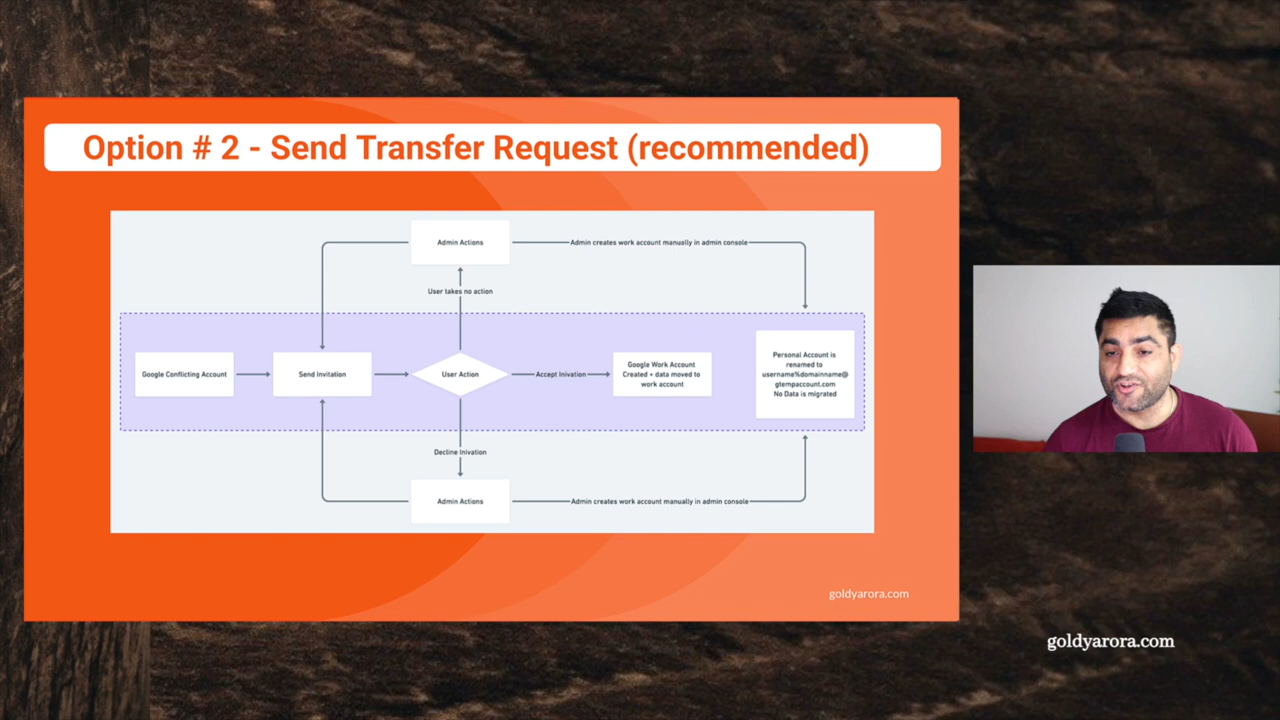 Option # 2 - Send Transfer Request (recommended)
Admin Actions
Admin creates work account manually in admin console
User takes no action
Google Conflicting Account
Send Invitation
User Action
Accept Inivation
Google Work Account
Created + data moved to
work account
Personal Account is
renamed to
username%domainname@
gtempaccount.com
No Data is migrated
Decline Inivation
Admin Actions
Admin creates work account manually in admin console
goldyarora.com
goldyarora.com